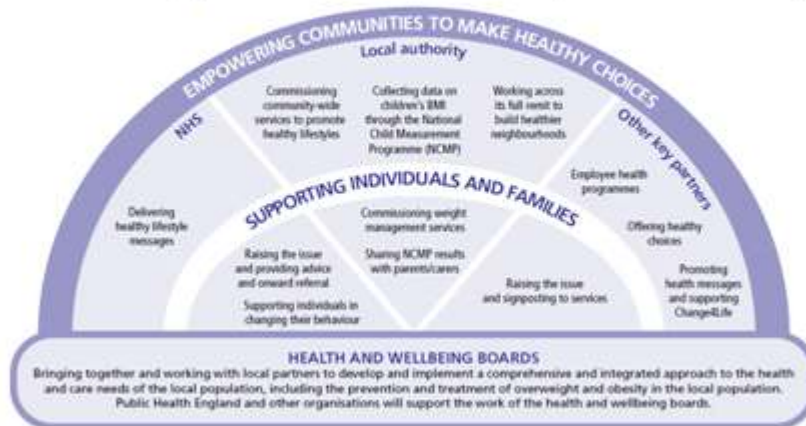 EMPOWERING COMMUNITIES TO MAKE HEALTHY CHOICES
Local authority
NHS
Other key partners
Commissioning
community-wide
services to promote
healthy lifestyles
Collecting data on
children's BMI
through the National
Child Measurement
Programme (NCMP)
Working across
its full remit to
build healthier
neighbourhoods
Delivering
healthy lifestyle
messages
Employee health
programmes
Offering healthy
choices
Promoting
health messages
and supporting
Change4Life
SUPPORTING INDIVIDUALS AND FAMILIES
Raising the issue
and providing advice
and onward referral
Supporting individuals in
changing their behaviour
Commissioning weight
management services
Sharing NCMP results
with parents/carers
Raising the issue
and signposting to services
HEALTH AND WELLBEING BOARDS
Bringing together and working with local partners to develop and implement a comprehensive and integrated approach to the health
and care needs of the local population, including the prevention and treatment of overweight and obesity in the local population.
Public Health England and other organisations will support the work of the health and wellbeing boards.